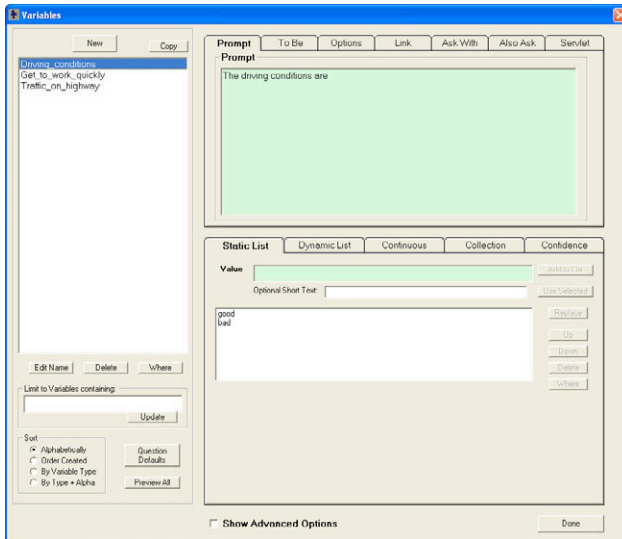 Variables
New
Copy
Driving_conditions
Get_to_work_quickly
Traffic_on_highway
Edit Name
Delete
Where
Limit to Variables containing:
Update
Sort
Alphabetically
Order Created
By Variable Type
By Type + Alpha
Question Defaults
Preview All
Prompt
To Be
Options
Link
Ask With
Also Ask
Servlet
Prompt
The driving conditions are
Static List
Dynamic List
Continuous
Collection
Confidence
Value
Add to List
Optional Short Text:
Use Selected
good
bad
Replace
Up
Down
Delete
Where
Show Advanced Options
Done